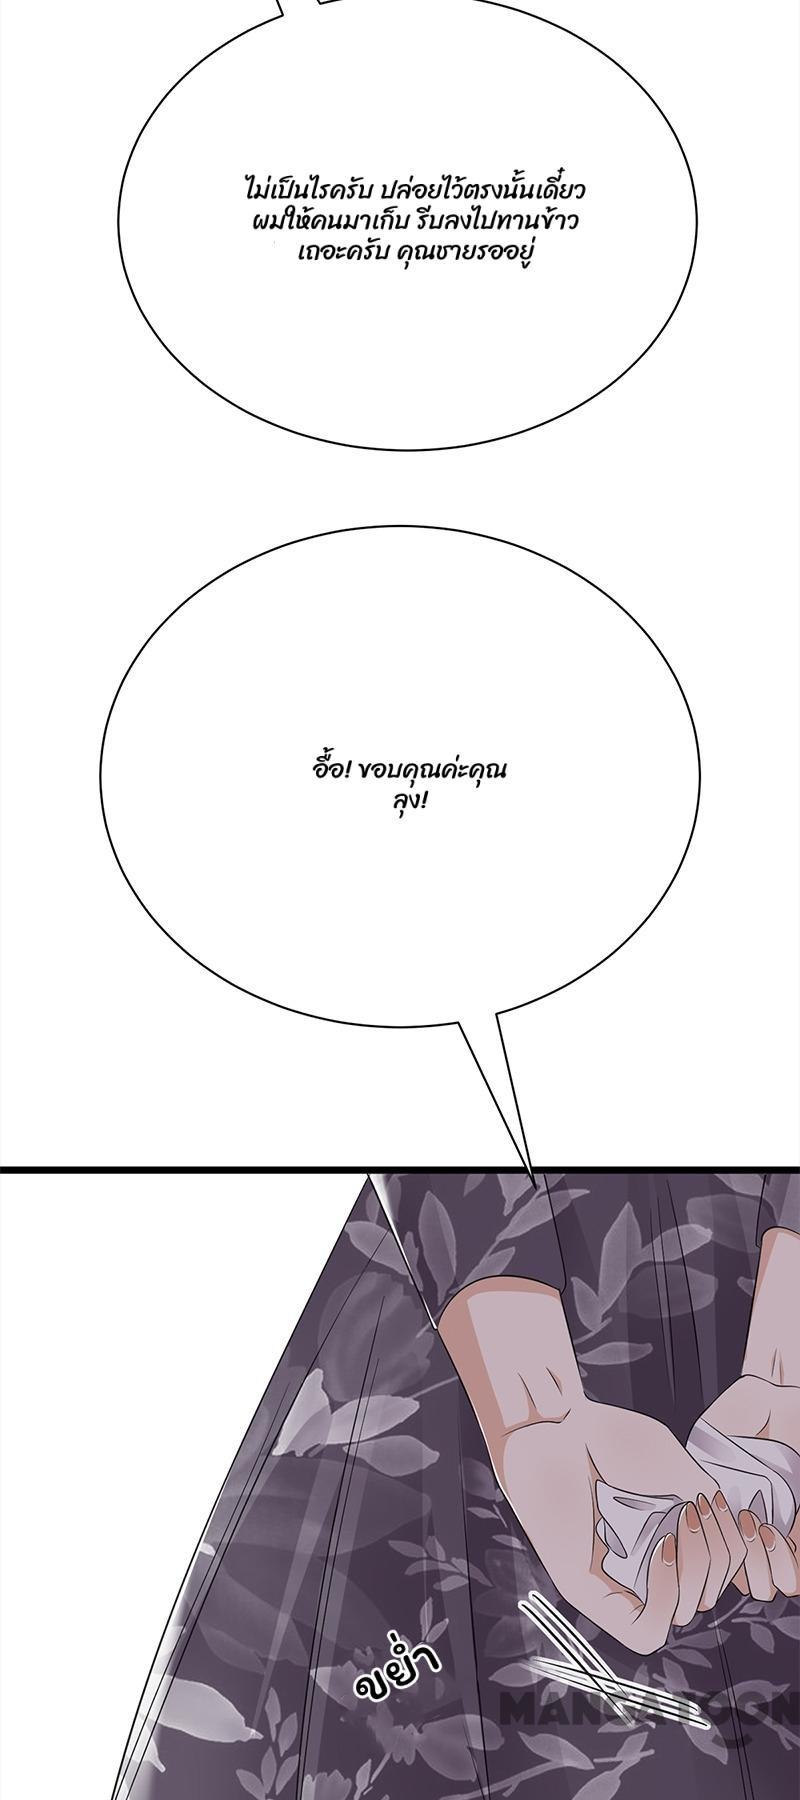 ไม่เป็นไรครับ ปล่อยไว้ตรงนั้นเดี๋ยว
ผมให้คนมาเก็บ รีบลงไปทานข้าว
เถอะครับ คุณชายรออยู่
อื้อ! ขอบคุณค่ะคุณ
ลุง!
ขย่ำ
MANGATOON